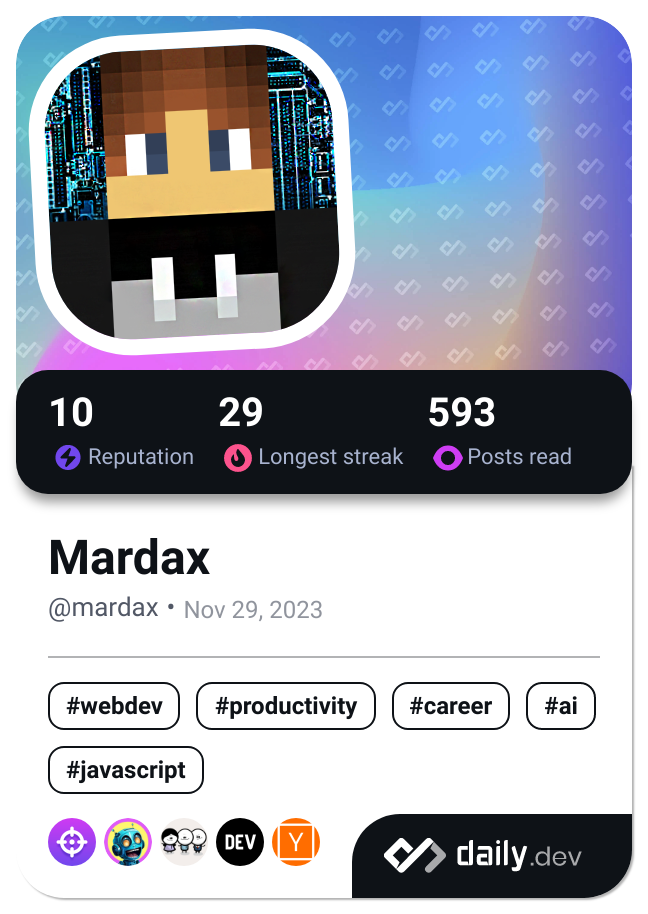 10 29 593
Reputation Longest streak Posts read
Mardax
@mardax • Nov 29, 2023
#webdev #productivity #career #ai
#javascript
DEV Y
daily.dev